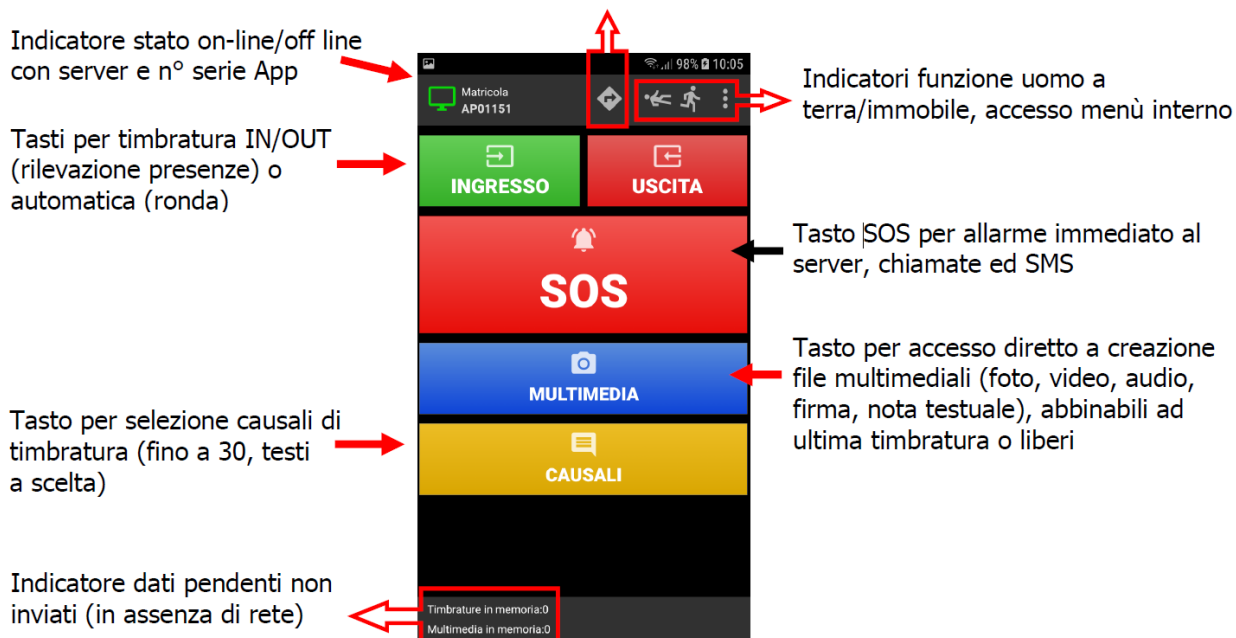 Indicatore stato on-line/off line
con server e n° serie App
98% 10:05
Matricola
AP01151
Indicatori funzione uomo a
terra/immobile, accesso menù interno
Tasti per timbratura IN/OUT
(rilevazione presenze) o
automatica (ronda)
INGRESSO
USCITA
Tasto SOS per allarme immediato al
server, chiamate ed SMS
SOS
Tasto per accesso diretto a creazione
file multimediali (foto, video, audio,
firma, nota testuale), abbinabili ad
ultima timbratura o liberi
MULTIMEDIA
Tasto per selezione causali di
timbratura (fino a 30, testi
a scelta)
CAUSALI
Indicatore dati pendenti non
inviati (in assenza di rete)
Timbrature in memoria:0
Multimedia in memoria:0